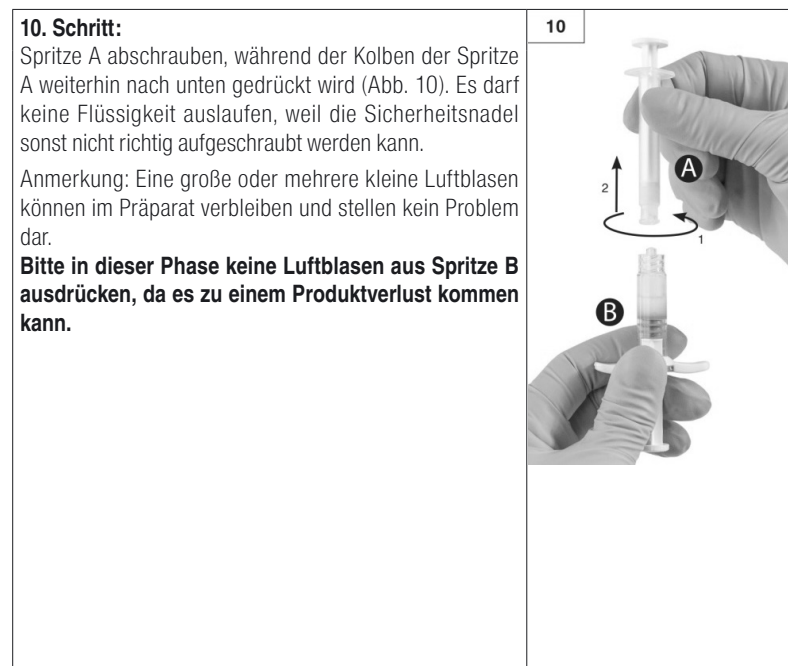 10. Schritt:
Spritze A abschrauben, während der Kolben der Spritze
A weiterhin nach unten gedrückt wird (Abb. 10). Es darf
keine Flüssigkeit auslaufen, weil die Sicherheitsnadel
sonst nicht richtig aufgeschraubt werden kann.
Anmerkung: Eine große oder mehrere kleine Luftblasen
können im Präparat verbleiben und stellen kein Problem
dar.
Bitte in dieser Phase keine Luftblasen aus Spritze B
ausdrücken, da es zu einem Produktverlust kommen
kann.
10
A
2
1
B